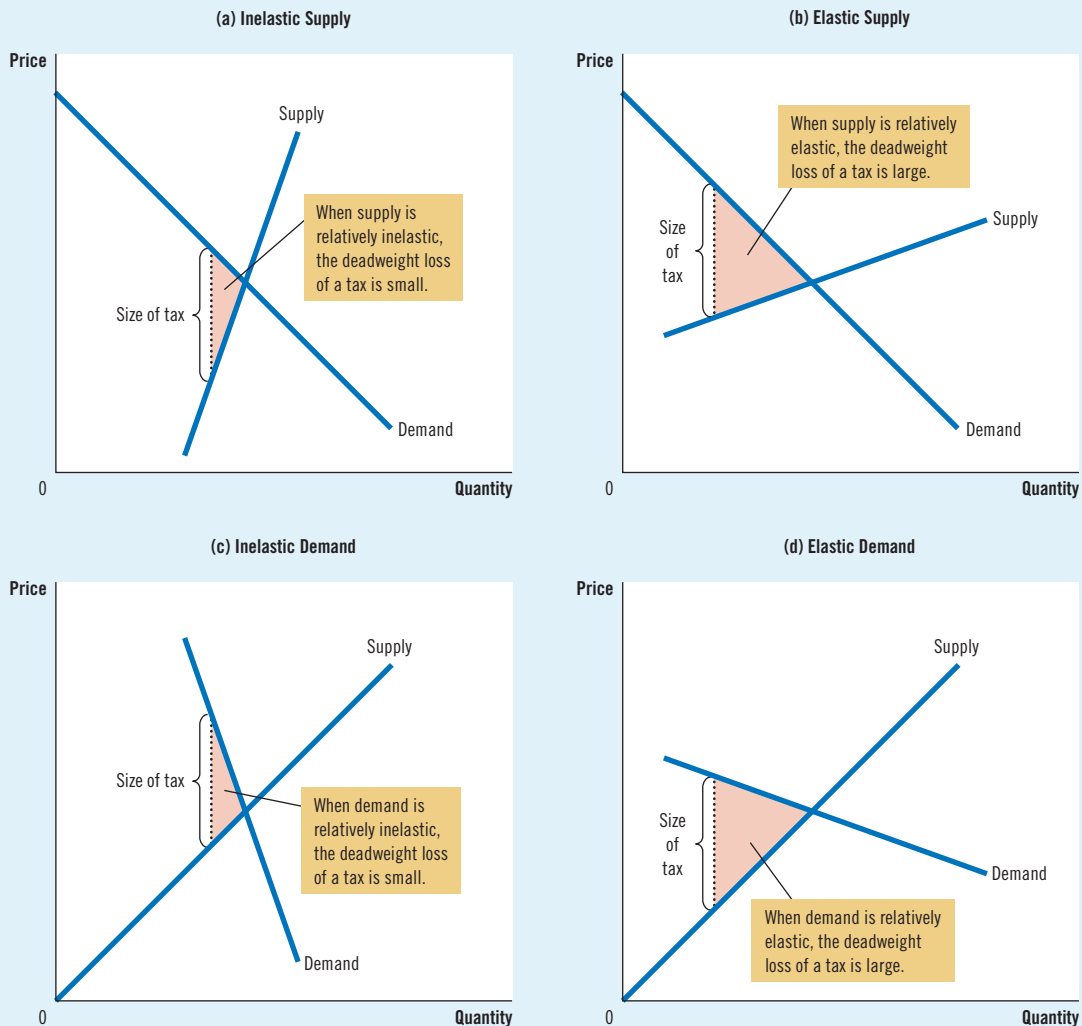 (a) Inelastic Supply
Price
Supply
When supply is
relatively inelastic,
the deadweight loss
of a tax is small.
Size of tax
Demand
0
Quantity
(b) Elastic Supply
Price
When supply is relatively
elastic, the deadweight
loss of a tax is large.
Size
of
tax
Supply
Demand
0
Quantity
(c) Inelastic Demand
Price
Supply
Size of tax
When demand is
relatively inelastic,
the deadweight loss
of a tax is small.
Demand
0
Quantity
(d) Elastic Demand
Price
Supply
Size
of
tax
Demand
When demand is relatively
elastic, the deadweight
loss of a tax is large.
0
Quantity